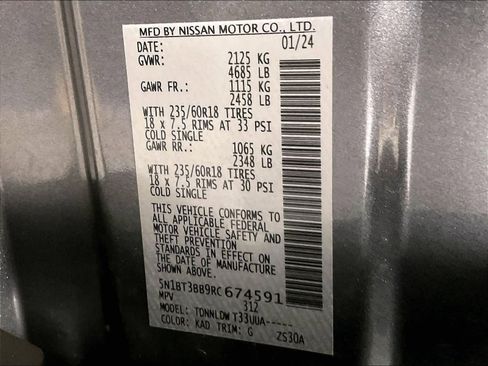 MFD BY NISSAN MOTOR CO., LTD.
DATE: 01/24
GVWR: 2125 KG
4685 LB
GAWR FR.: 1115 KG
2458 LB
WITH 235/60R18 TIRES
18 x 7.5 RIMS AT 33 PSI
COLD SINGLE
GAWR RR.: 1065 KG
2348 LB
WITH 235/60R18 TIRES
18 x 7.5 RIMS AT 30 PSI
COLD SINGLE
THIS VEHICLE CONFORMS TO
ALL APPLICABLE FEDERAL
MOTOR VEHICLE SAFETY AND
THEFT PREVENTION
STANDARDS IN EFFECT ON
THE DATE OF MANUFACTURE
SHOWN ABOVE.
5N1BT3BB9RC674591
MPV 312
MODEL: TDNNLDW T33UUA-----
COLOR: KAD TRIM: G ZS30A